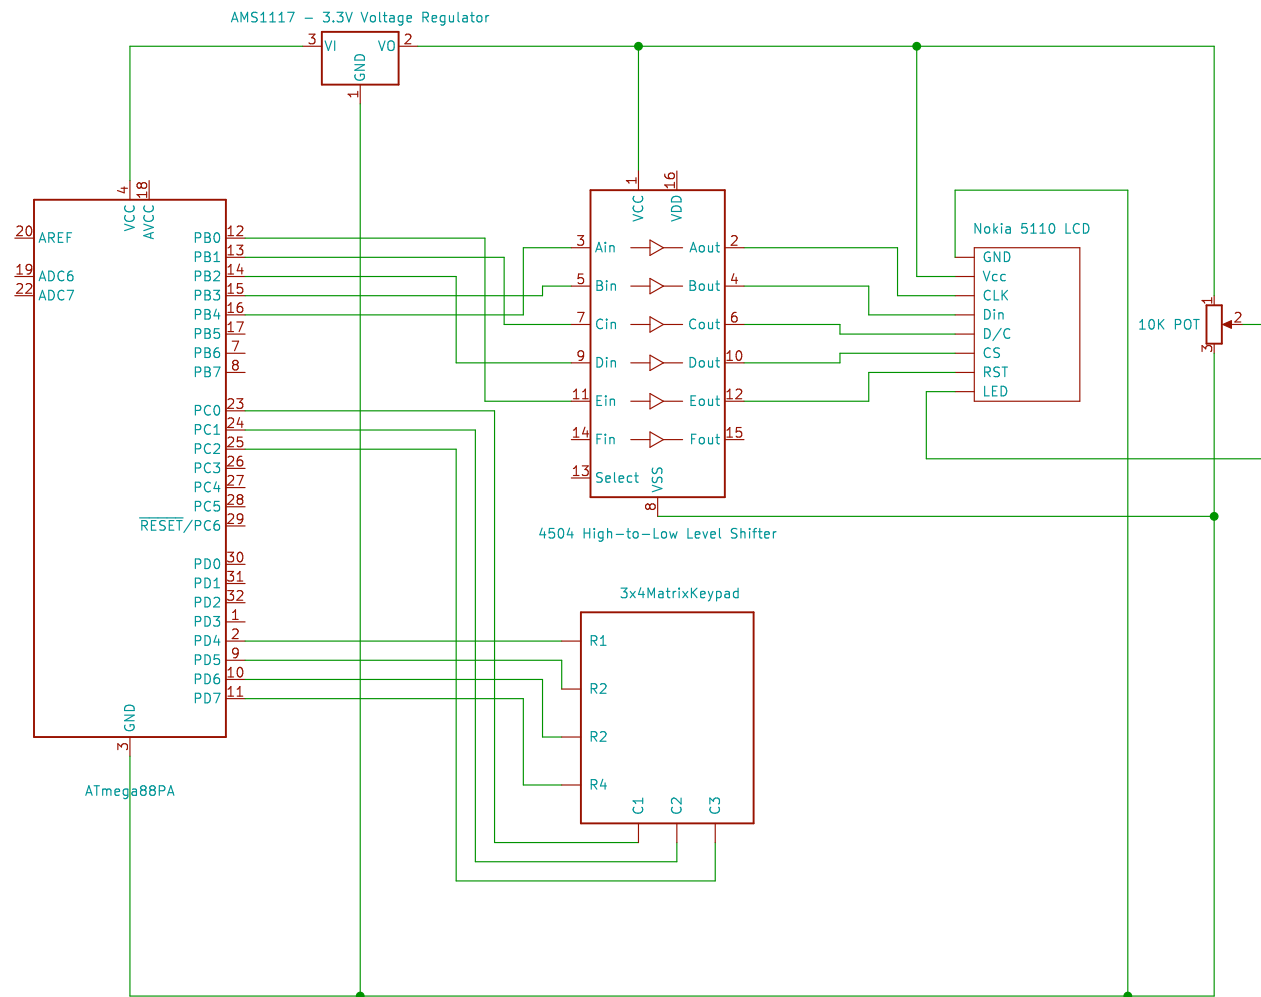 AMS1117 - 3.3V Voltage Regulator
3 VI VO 2
GND
1
4 18
VCC AVCC
20 AREF
19 ADC6
22 ADC7
PB0 12
PB1 13
PB2 14
PB3 15
PB4 16
PB5 17
PB6 7
PB7 8
PC0 23
PC1 24
PC2 25
PC3 26
PC4 27
PC5 28
RESET/PC6 29
PD0 30
PD1 31
PD2 32
PD3 1
PD4 2
PD5 9
PD6 10
PD7 11
GND
3
ATmega88PA
1 16
VCC VDD
3 Ain Aout 2
5 Bin Bout 4
7 Cin Cout 6
9 Din Dout 10
11 Ein Eout 12
14 Fin Fout 15
13 Select
VSS
8
4504 High-to-Low Level Shifter
Nokia 5110 LCD
GND
Vcc
CLK
Din
D/C
CS
RST
LED
10K POT
1
2
3
3x4MatrixKeypad
R1
R2
R2
R4
C1 C2 C3